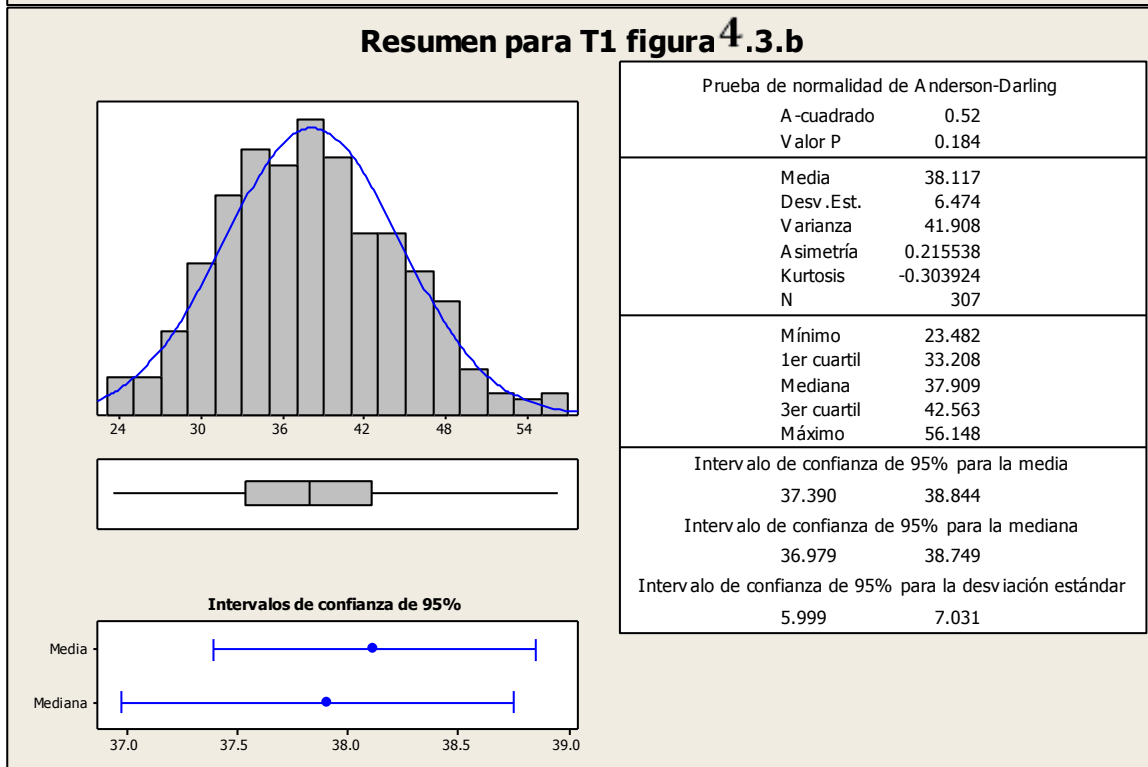 Resumen para T1 figura 4.3.b
24 30 36 42 48 54
Intervalos de confianza de 95%
Media
Mediana
37.0 37.5 38.0 38.5 39.0
Prueba de normalidad de Anderson-Darling
A-cuadrado 0.52
Valor P 0.184
Media 38.117
Desv.Est. 6.474
Varianza 41.908
Asimetría 0.215538
Kurtosis -0.303924
N 307
Mínimo 23.482
1er cuartil 33.208
Mediana 37.909
3er cuartil 42.563
Máximo 56.148
Intervalo de confianza de 95% para la media
37.390 38.844
Intervalo de confianza de 95% para la mediana
36.979 38.749
Intervalo de confianza de 95% para la desviación estándar
5.999 7.031